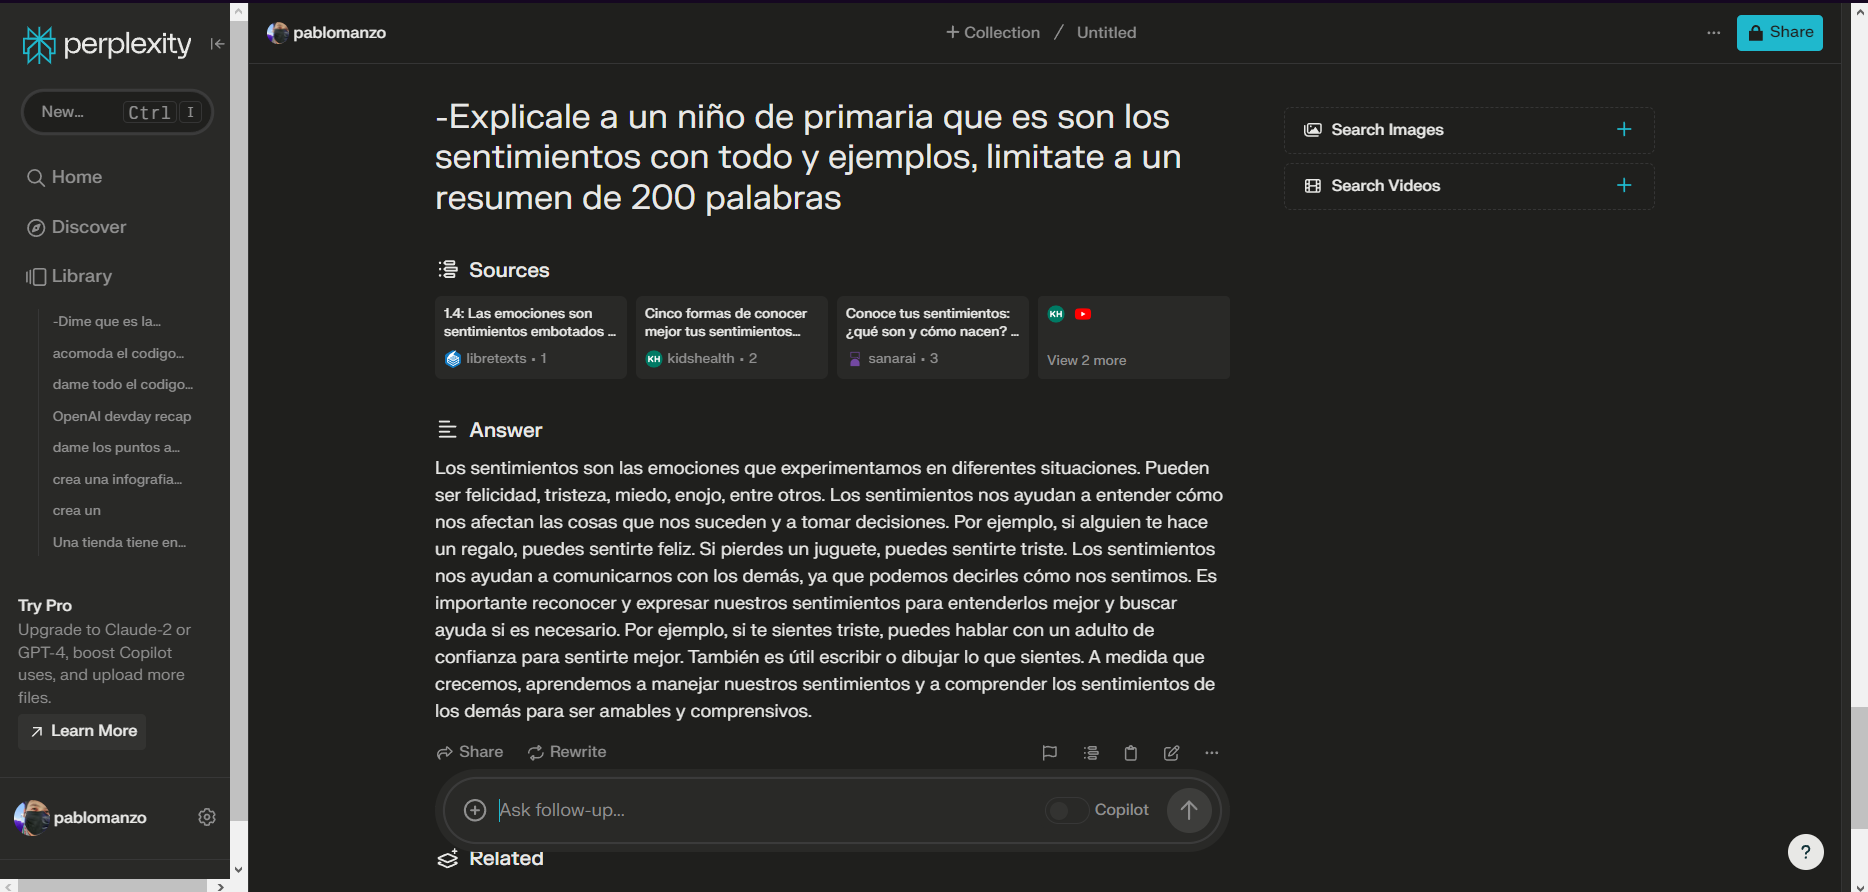 perplexity
New...
Ctrl I
Home
Discover
Library
-Dime que es la...
acomoda el codigo...
dame todo el codigo...
OpenAI devday recap
dame los puntos a...
crea una infografia...
crea un
Una tienda tiene en...
Try Pro
Upgrade to Claude-2 or
GPT-4, boost Copilot
uses, and upload more
files.
Learn More
pablomanzo
pablomanzo
+ Collection / Untitled
Share
-Explicale a un niño de primaria que es son los
sentimientos con todo y ejemplos, limitate a un
resumen de 200 palabras
Sources
1.4: Las emociones son
sentimientos embotados ...
libretexts • 1
Cinco formas de conocer
mejor tus sentimientos...
KH kidshealth • 2
Conoce tus sentimientos:
¿qué son y cómo nacen? ...
sanarai • 3
KH
View 2 more
Answer
Los sentimientos son las emociones que experimentamos en diferentes situaciones. Pueden
ser felicidad, tristeza, miedo, enojo, entre otros. Los sentimientos nos ayudan a entender cómo
nos afectan las cosas que nos suceden y a tomar decisiones. Por ejemplo, si alguien te hace
un regalo, puedes sentirte feliz. Si pierdes un juguete, puedes sentirte triste. Los sentimientos
nos ayudan a comunicarnos con los demás, ya que podemos decirles cómo nos sentimos. Es
importante reconocer y expresar nuestros sentimientos para entenderlos mejor y buscar
ayuda si es necesario. Por ejemplo, si te sientes triste, puedes hablar con un adulto de
confianza para sentirte mejor. También es útil escribir o dibujar lo que sientes. A medida que
crecemos, aprendemos a manejar nuestros sentimientos y a comprender los sentimientos de
los demás para ser amables y comprensivos.
Share
Rewrite
Ask follow-up...
Copilot
Related
Search Images
Search Videos
?